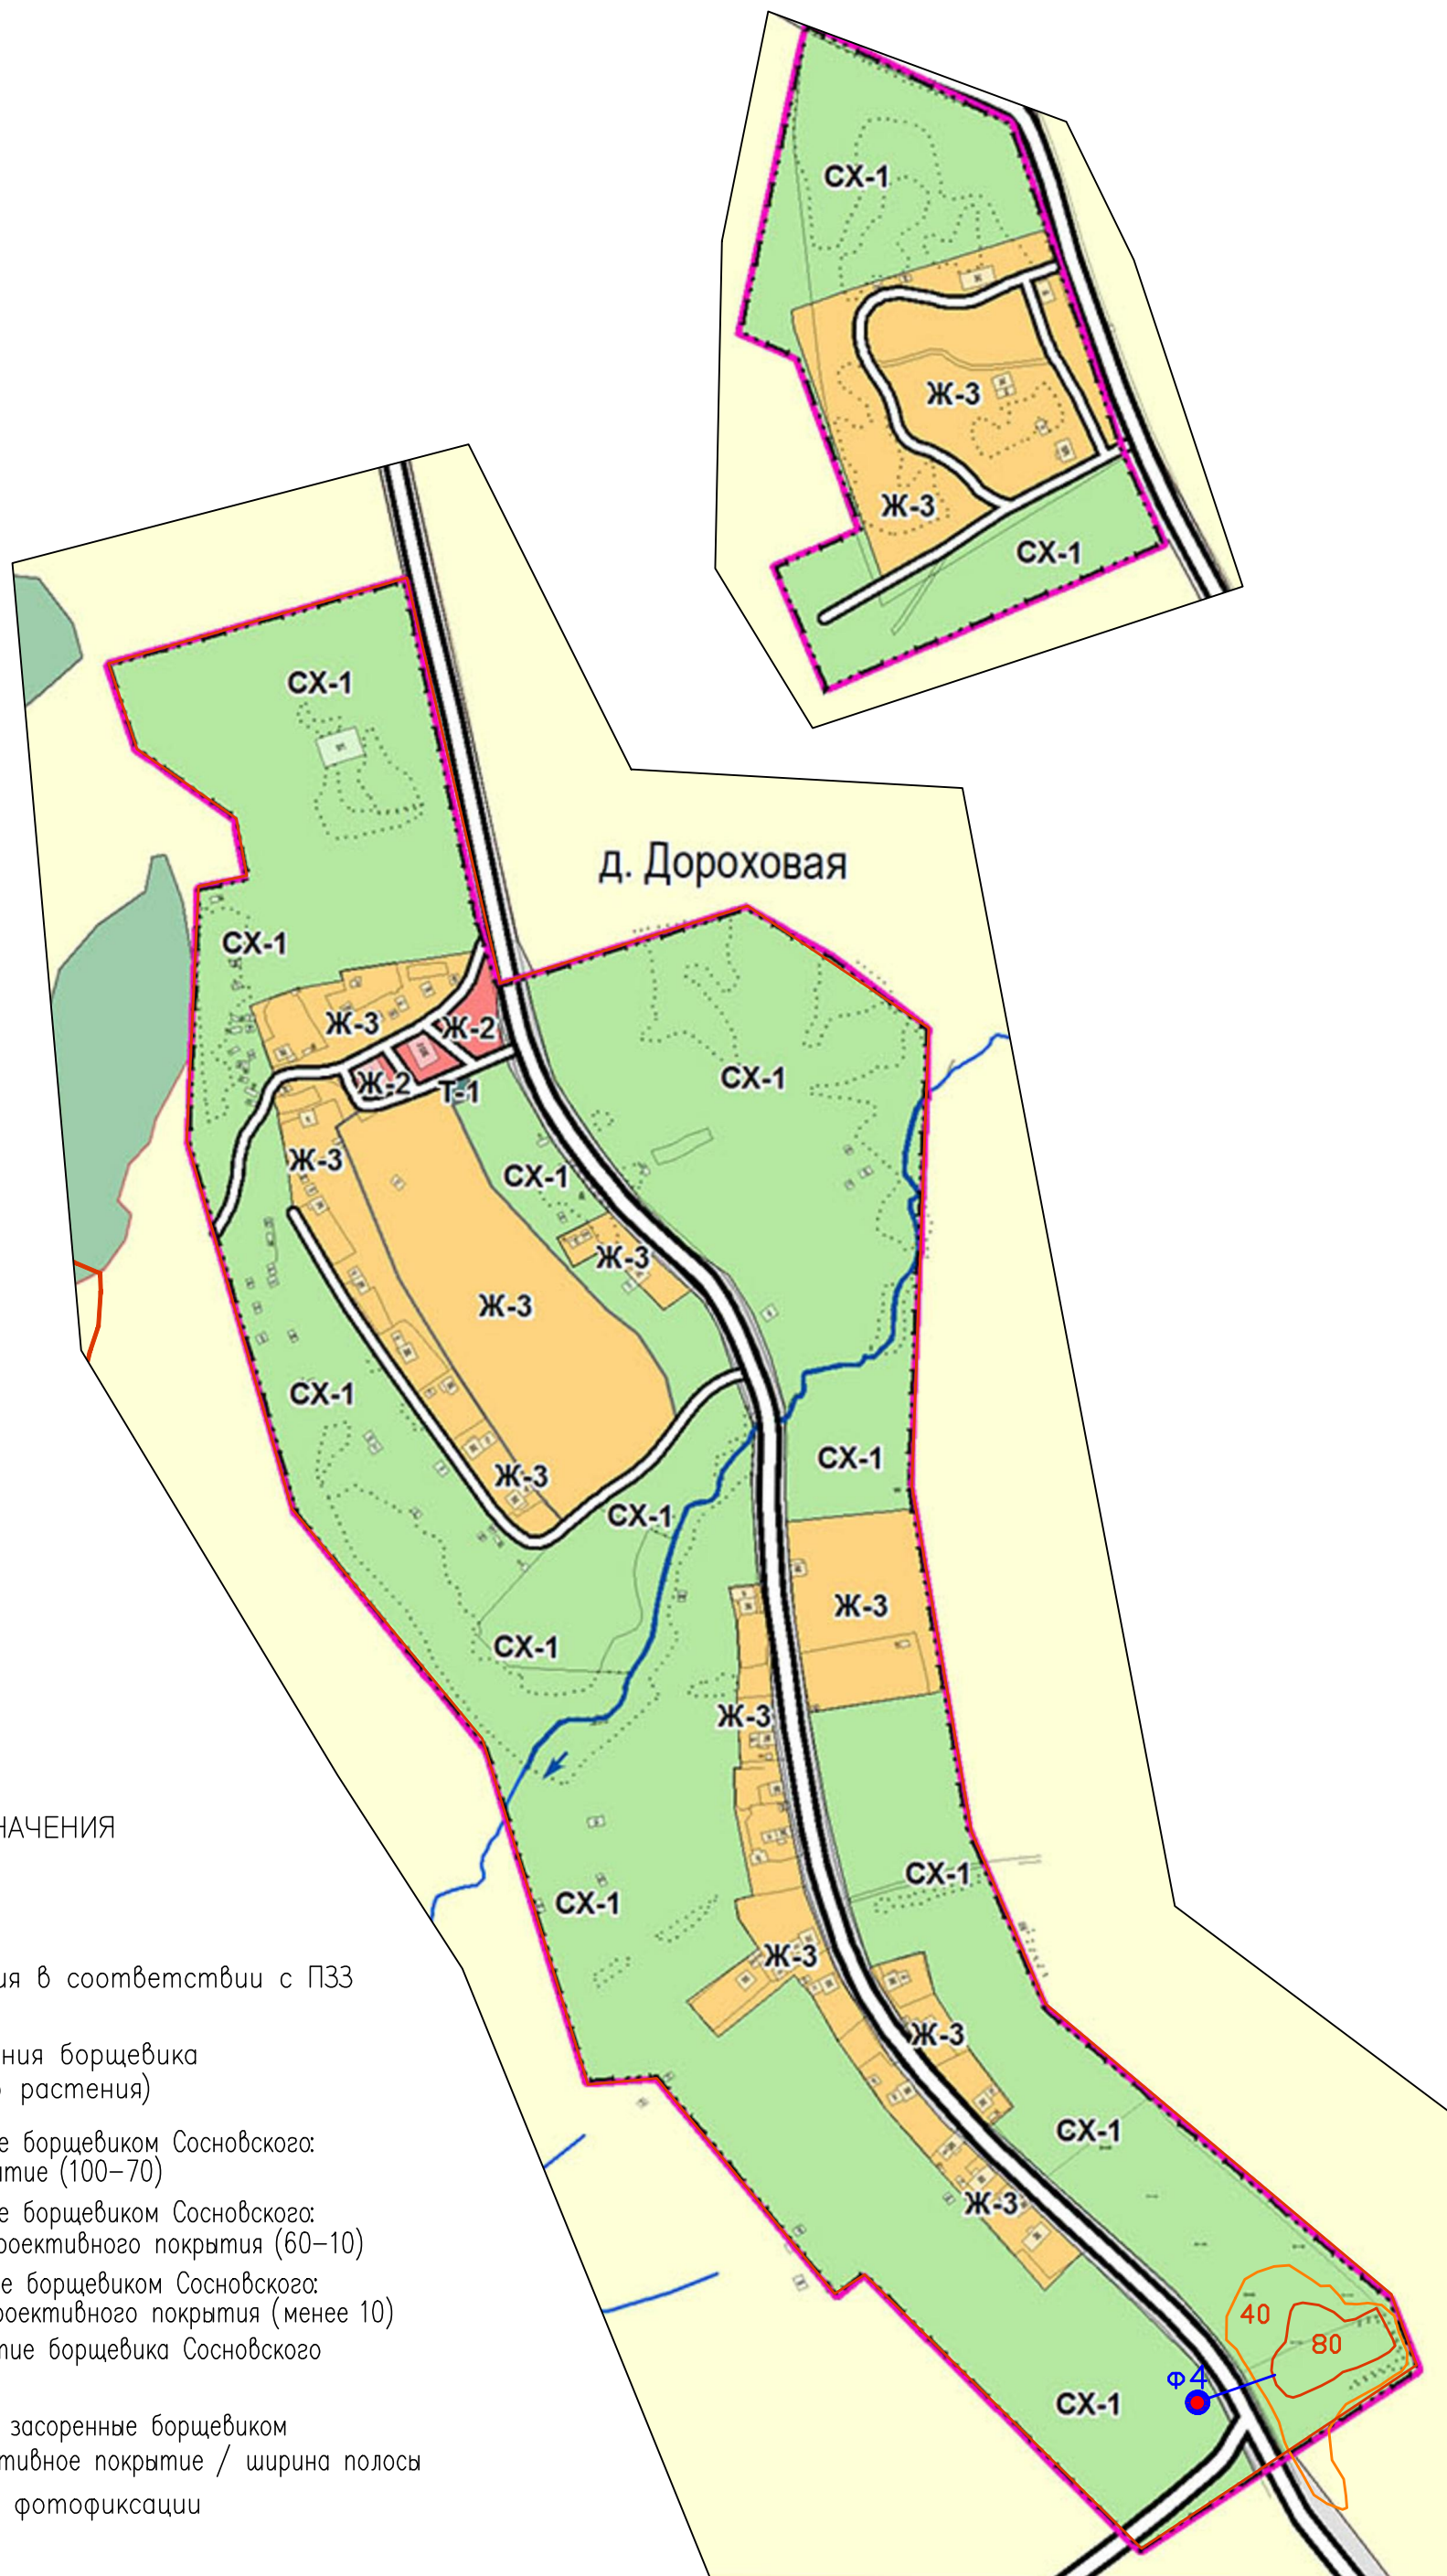 СХ-1
Ж-3
Ж-3
СХ-1
СХ-1
д. Дороховая
СХ-1
Ж-3
Ж-2
Ж-2
Т-1
СХ-1
Ж-3
СХ-1
Ж-3
Ж-3
СХ-1
СХ-1
Ж-3
СХ-1
Ж-3
СХ-1
Ж-3
СХ-1
СХ-1
Ж-3
Ж-3
СХ-1
Ж-3
40
80
ф4
СХ-1
НАЧЕНИЯ
ия в соответствии с ПЗЗ
ния борщевика
растения)
е борщевиком Сосновского:
ытие (100-70)
е борщевиком Сосновского:
проективного покрытия (60-10)
е борщевиком Сосновского:
проективного покрытия (менее 10)
тие борщевика Сосновского
засоренные борщевиком
тивное покрытие / ширина полосы
фотофиксации